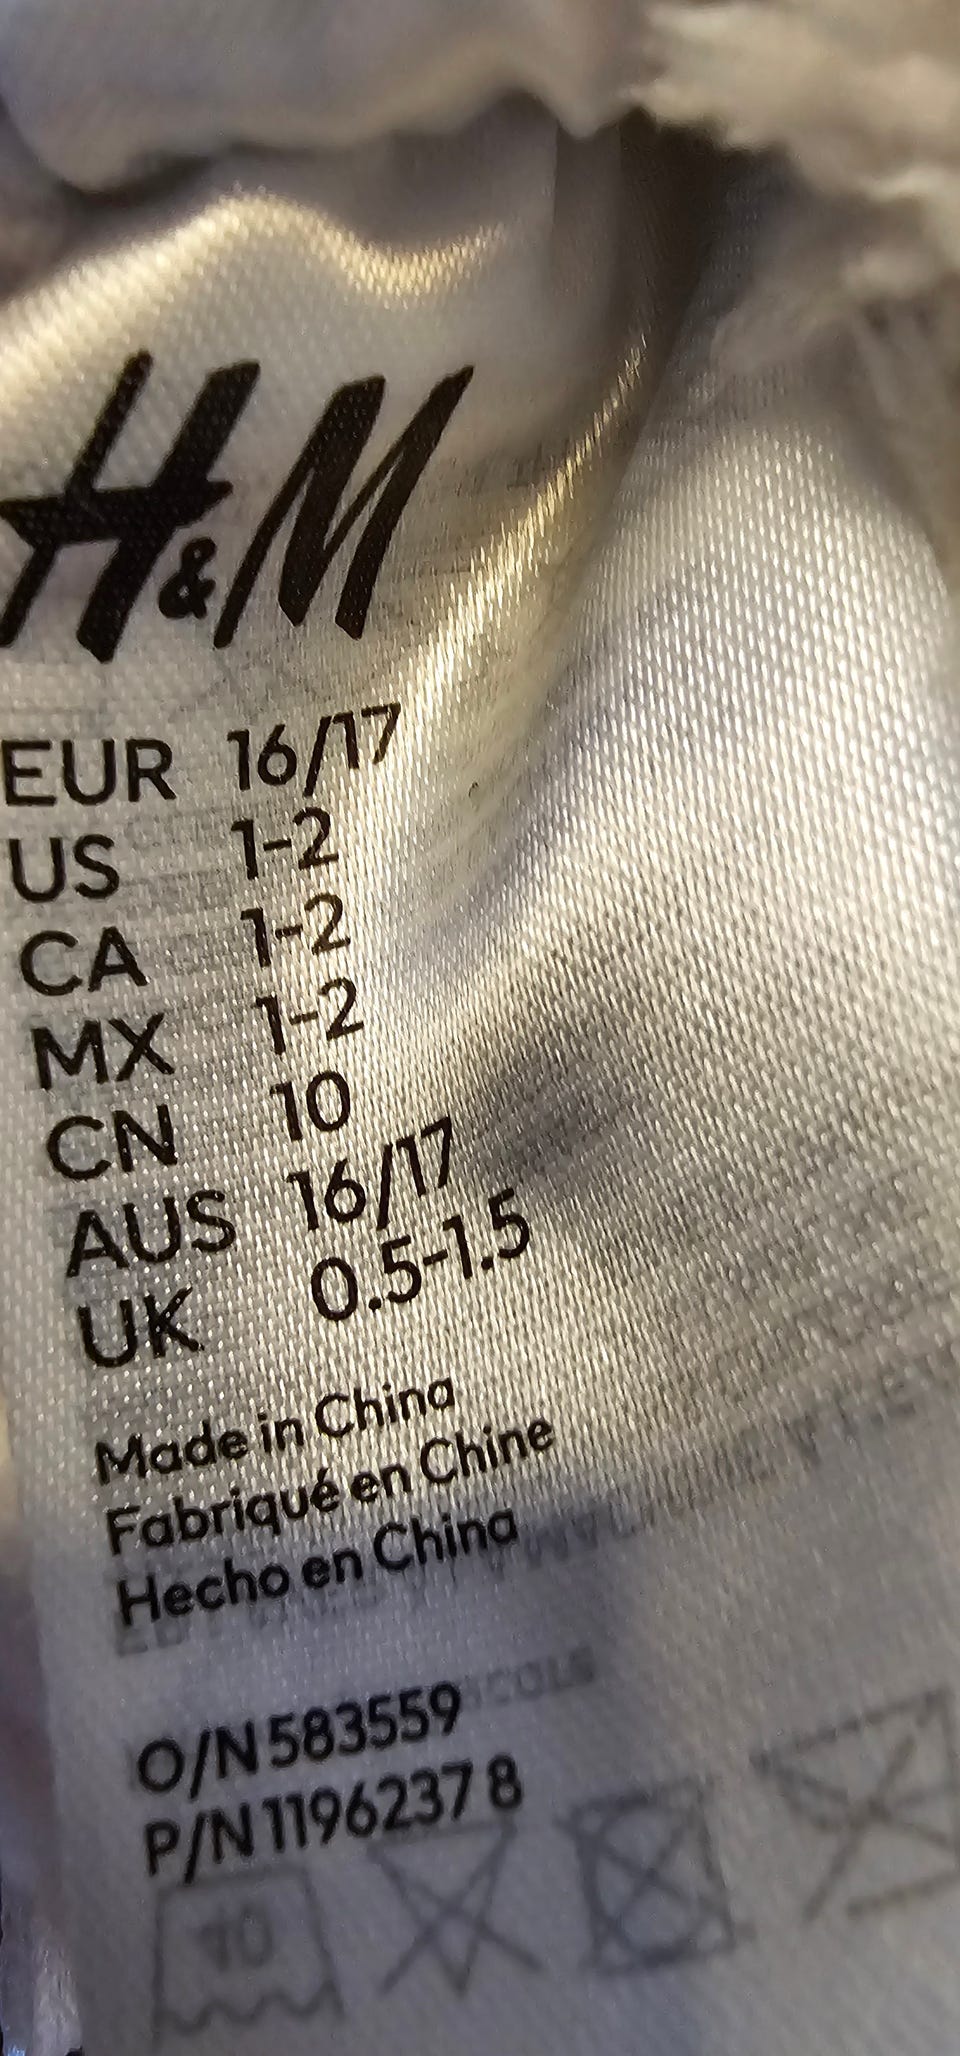 H&M
EUR 16/17
US 1-2
CA 1-2
MX 1-2
CN 10
AUS 16/17
UK 0.5-1.5
Made in China
Fabriqué en Chine
Hecho en China
O/N 583559
P/N 1196237 8